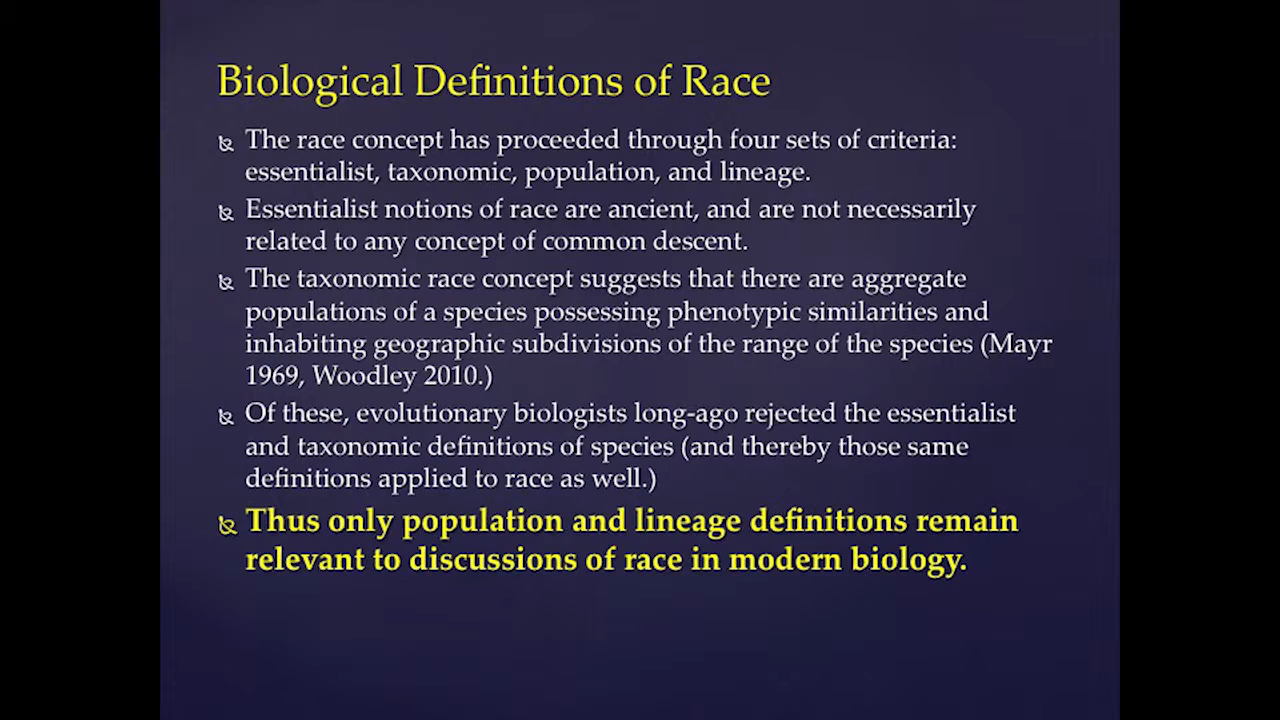 Biological Definitions of Race
The race concept has proceeded through four sets of criteria:
essentialist, taxonomic, population, and lineage.
Essentialist notions of race are ancient, and are not necessarily
related to any concept of common descent.
The taxonomic race concept suggests that there are aggregate
populations of a species possessing phenotypic similarities and
inhabiting geographic subdivisions of the range of the species (Mayr
1969, Woodley 2010.)
Of these, evolutionary biologists long-ago rejected the essentialist
and taxonomic definitions of species (and thereby those same
definitions applied to race as well.)
Thus only population and lineage definitions remain
relevant to discussions of race in modern biology.